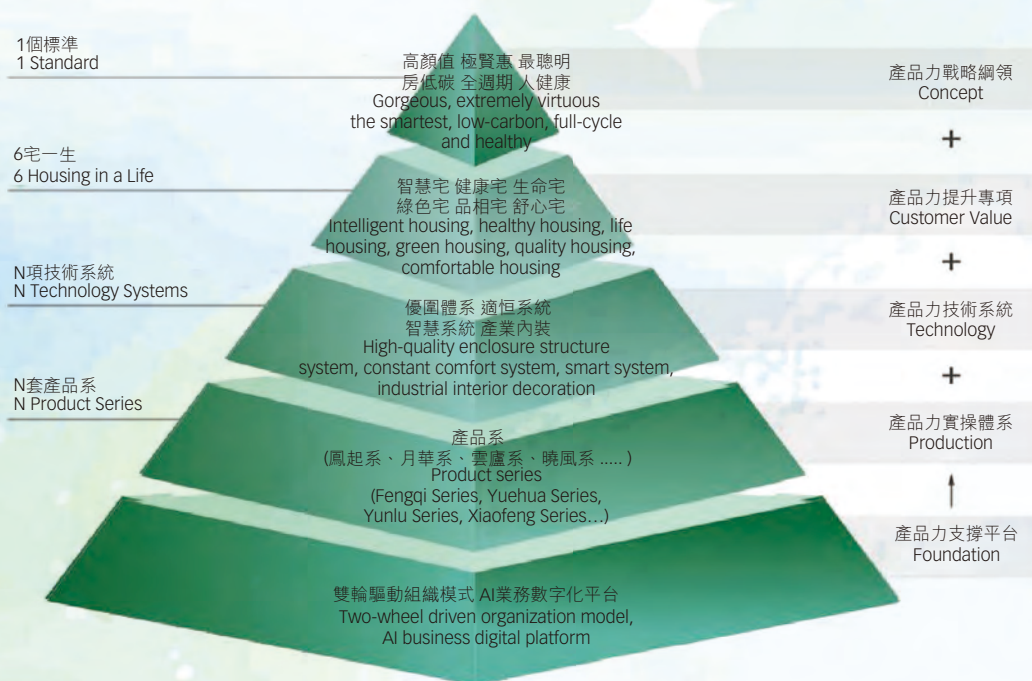 1個標準
1 Standard
高顏值 極賢惠 最聰明
房低碳 全週期 人健康
Gorgeous, extremely virtuous
the smartest, low-carbon, full-cycle
and healthy
產品力戰略綱領
Concept
+
6宅一生
6 Housing in a Life
智慧宅 健康宅 生命宅
綠色宅 品相宅 舒心宅
Intelligent housing, healthy housing, life
housing, green housing, quality housing,
comfortable housing
產品力提升專項
Customer Value
+
N項技術系統
N Technology Systems
優圍體系 適恒系統
智慧系統 產業內裝
High-quality enclosure structure
system, constant comfort system, smart system,
industrial interior decoration
產品力技術系統
Technology
+
N套產品系
N Product Series
產品系
(鳳起系、月華系、雲廬系、曉風系 ..... )
Product series
(Fengqi Series, Yuehua Series,
Yunlu Series, Xiaofeng Series…)
產品力實操體系
Production
雙輪驅動組織模式 AI業務數字化平台
Two-wheel driven organization model,
AI business digital platform
產品力支撐平台
Foundation